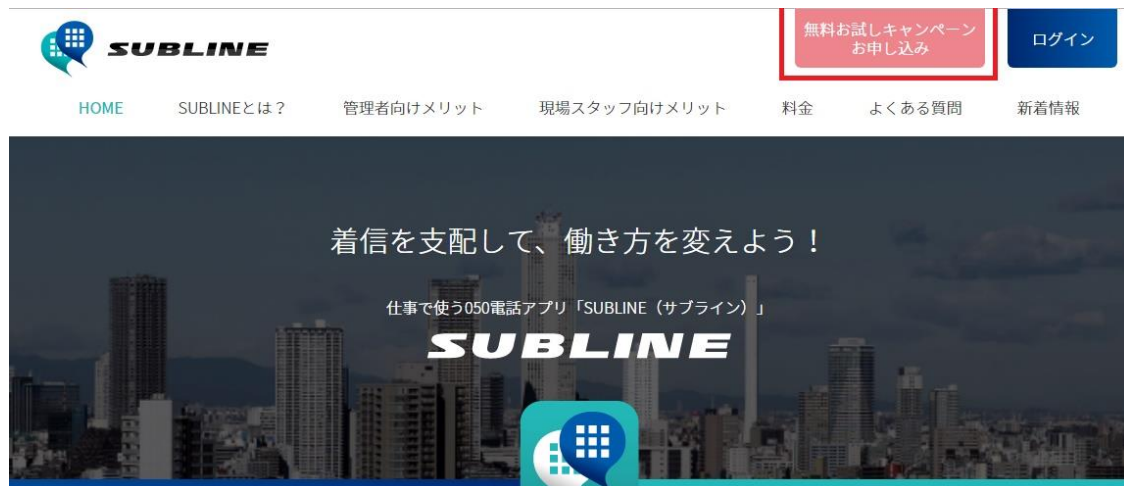 SUBLINE
無料お試しキャンペーン
お申し込み
ログイン
HOME SUBLINEとは？ 管理者向けメリット 現場スタッフ向けメリット 料金 よくある質問 新着情報
着信を支配して、働き方を変えよう！
仕事で使う050電話アプリ「SUBLINE（サブライン）」
SUBLINE